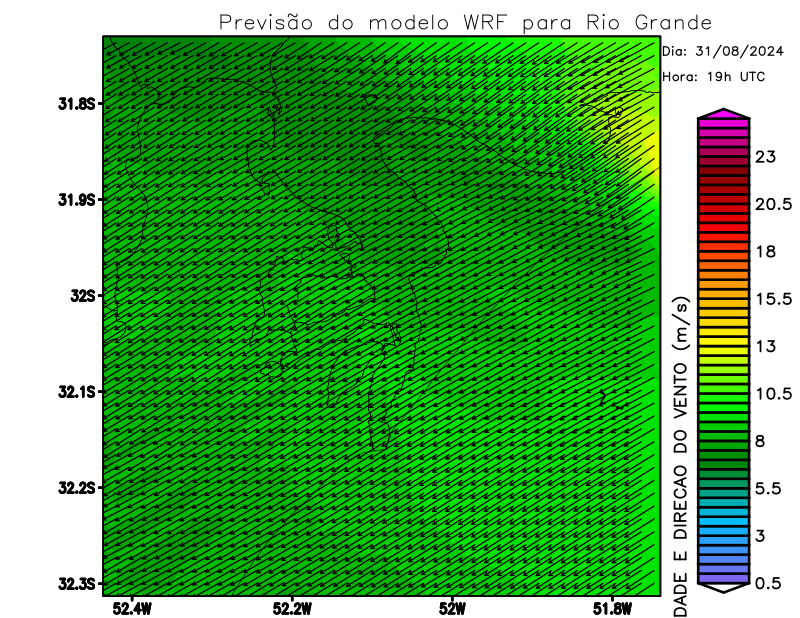 Previsão do modelo WRF para Rio Grande
Dia: 31/08/2024
Hora: 19h UTC
31.8S
31.9S
32S
32.1S
32.2S
32.3S
52.4W
52.2W
52W
51.8W
DADE E DIRECAO DO VENTO (m/s)
23
20.5
18
15.5
13
10.5
8
5.5
3
0.5